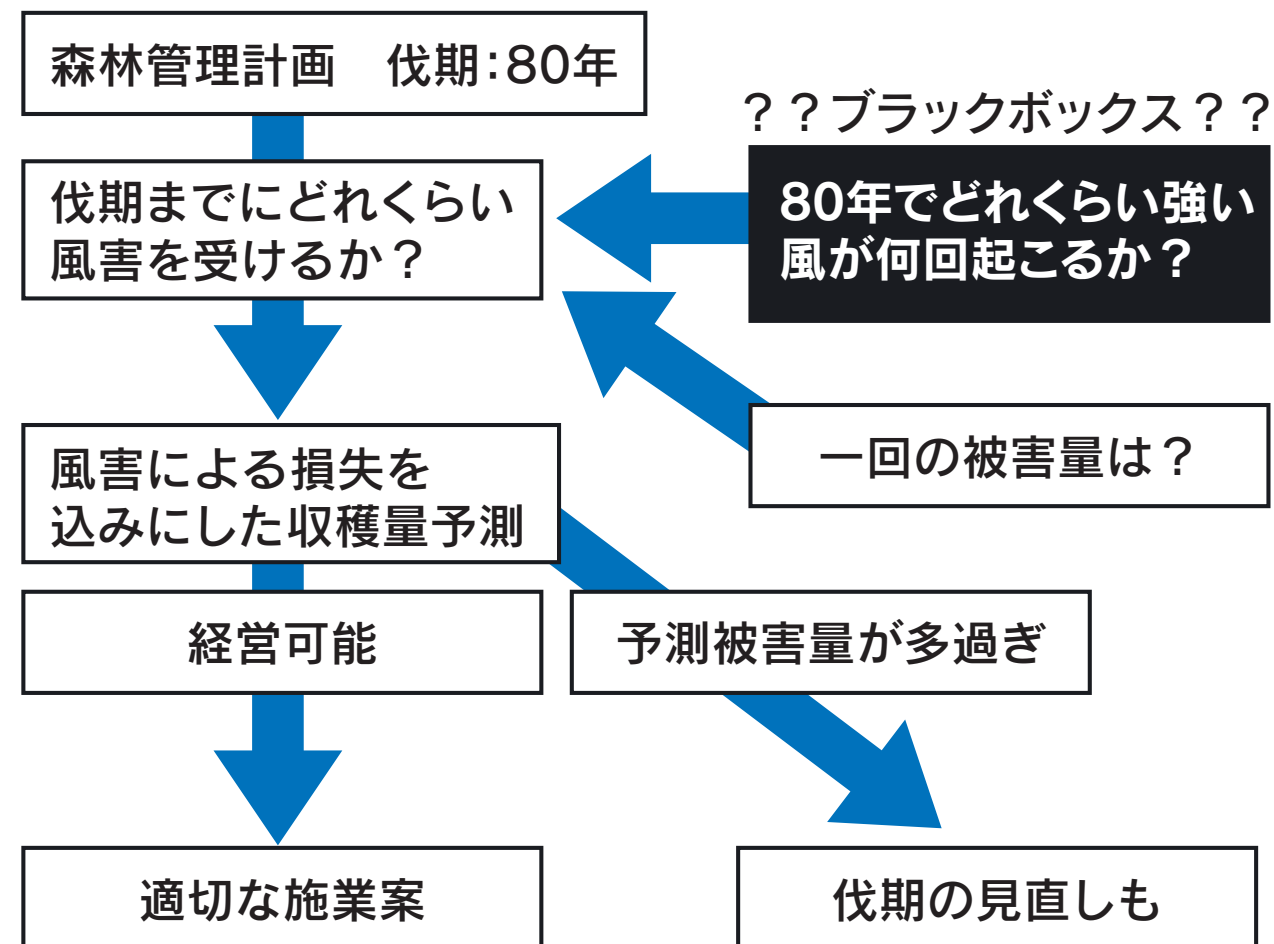 森林管理計画　伐期：80年
？？ブラックボックス？？
伐期までにどれくらい
風害を受けるか？
80年でどれくらい強い
風が何回起こるか？
一回の被害量は？
風害による損失を
込みにした収穫量予測
経営可能
予測被害量が多過ぎ
適切な施業案
伐期の見直しも